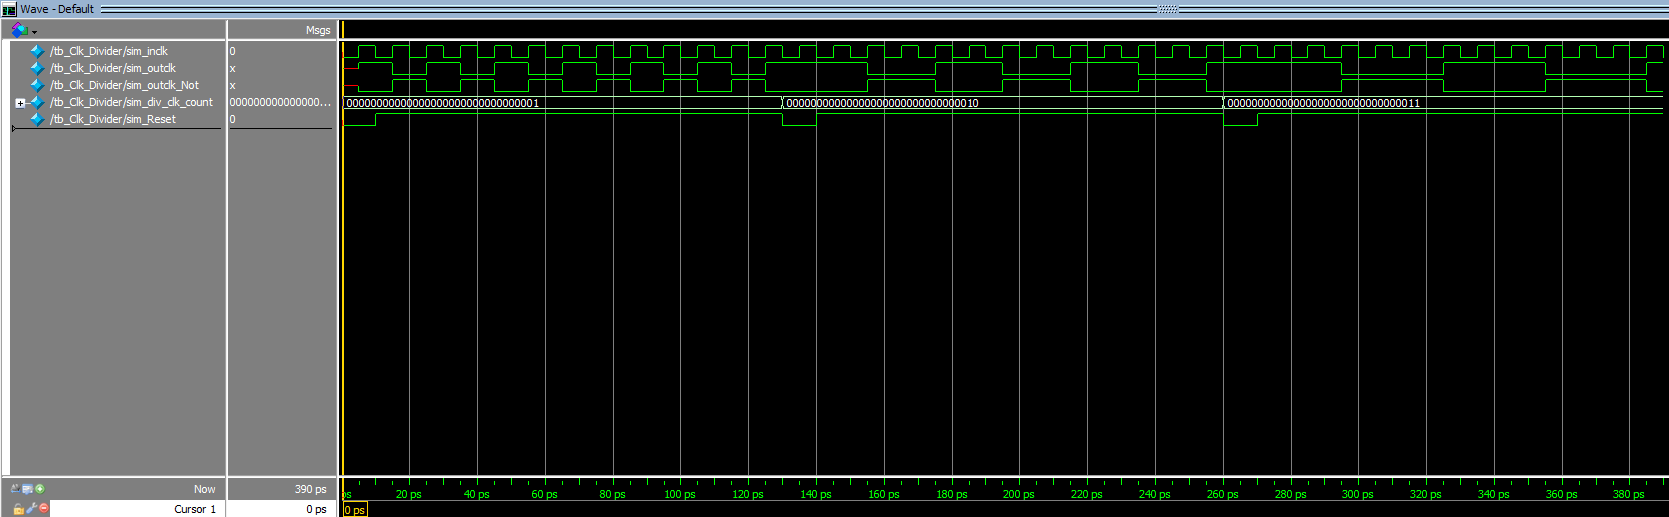 Wave - Default
Msgs
/tb_Clk_Divider/sim_inclk 0
/tb_Clk_Divider/sim_outclk x
/tb_Clk_Divider/sim_outclk_Not x
/tb_Clk_Divider/sim_div_clk_count 000000000000000... 00000000000000000000000000000001 00000000000000000000000000000010 00000000000000000000000000000011
/tb_Clk_Divider/sim_Reset 0
Now 390 ps ps 20 ps 40 ps 60 ps 80 ps 100 ps 120 ps 140 ps 160 ps 180 ps 200 ps 220 ps 240 ps 260 ps 280 ps 300 ps 320 ps 340 ps 360 ps 380 ps
Cursor 1 0 ps 0 ps